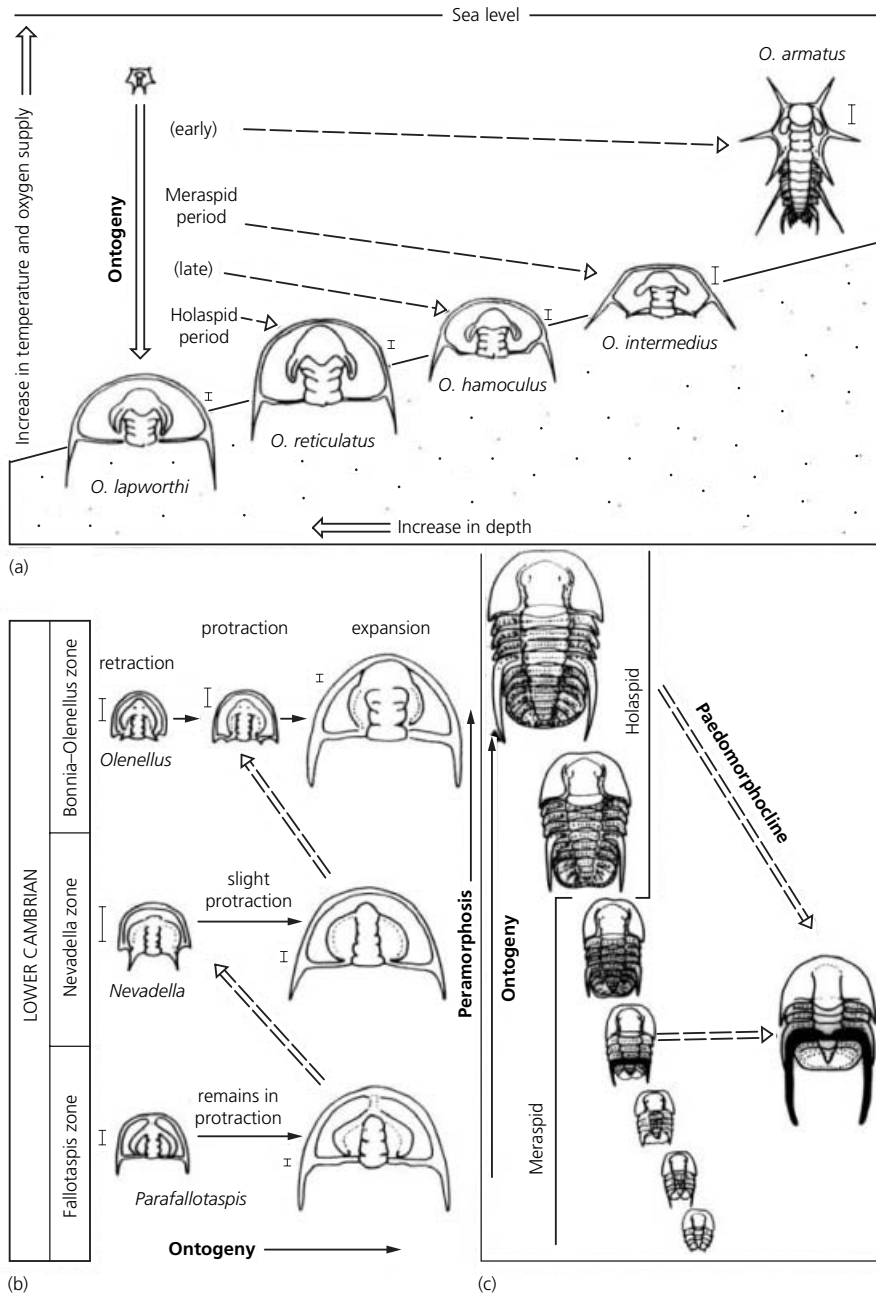 Sea level
O. armatus
Increase in temperature and oxygen supply
Ontogeny
(early)
Meraspid
period
(late)
Holaspid
period
O. intermedius
O. hamoculus
O. reticulatus
O. lapworthi
Increase in depth
(a)
LOWER CAMBRIAN
Bonnia–Olenellus zone
Nevadella zone
Fallotaspis zone
retraction
protraction
expansion
Olenellus
slight
protraction
Nevadella
remains in
protraction
Parafallotaspis
Ontogeny
(b)
Peramorphosis
Ontogeny
Holaspid
Meraspid
Paedomorphocline
(c)